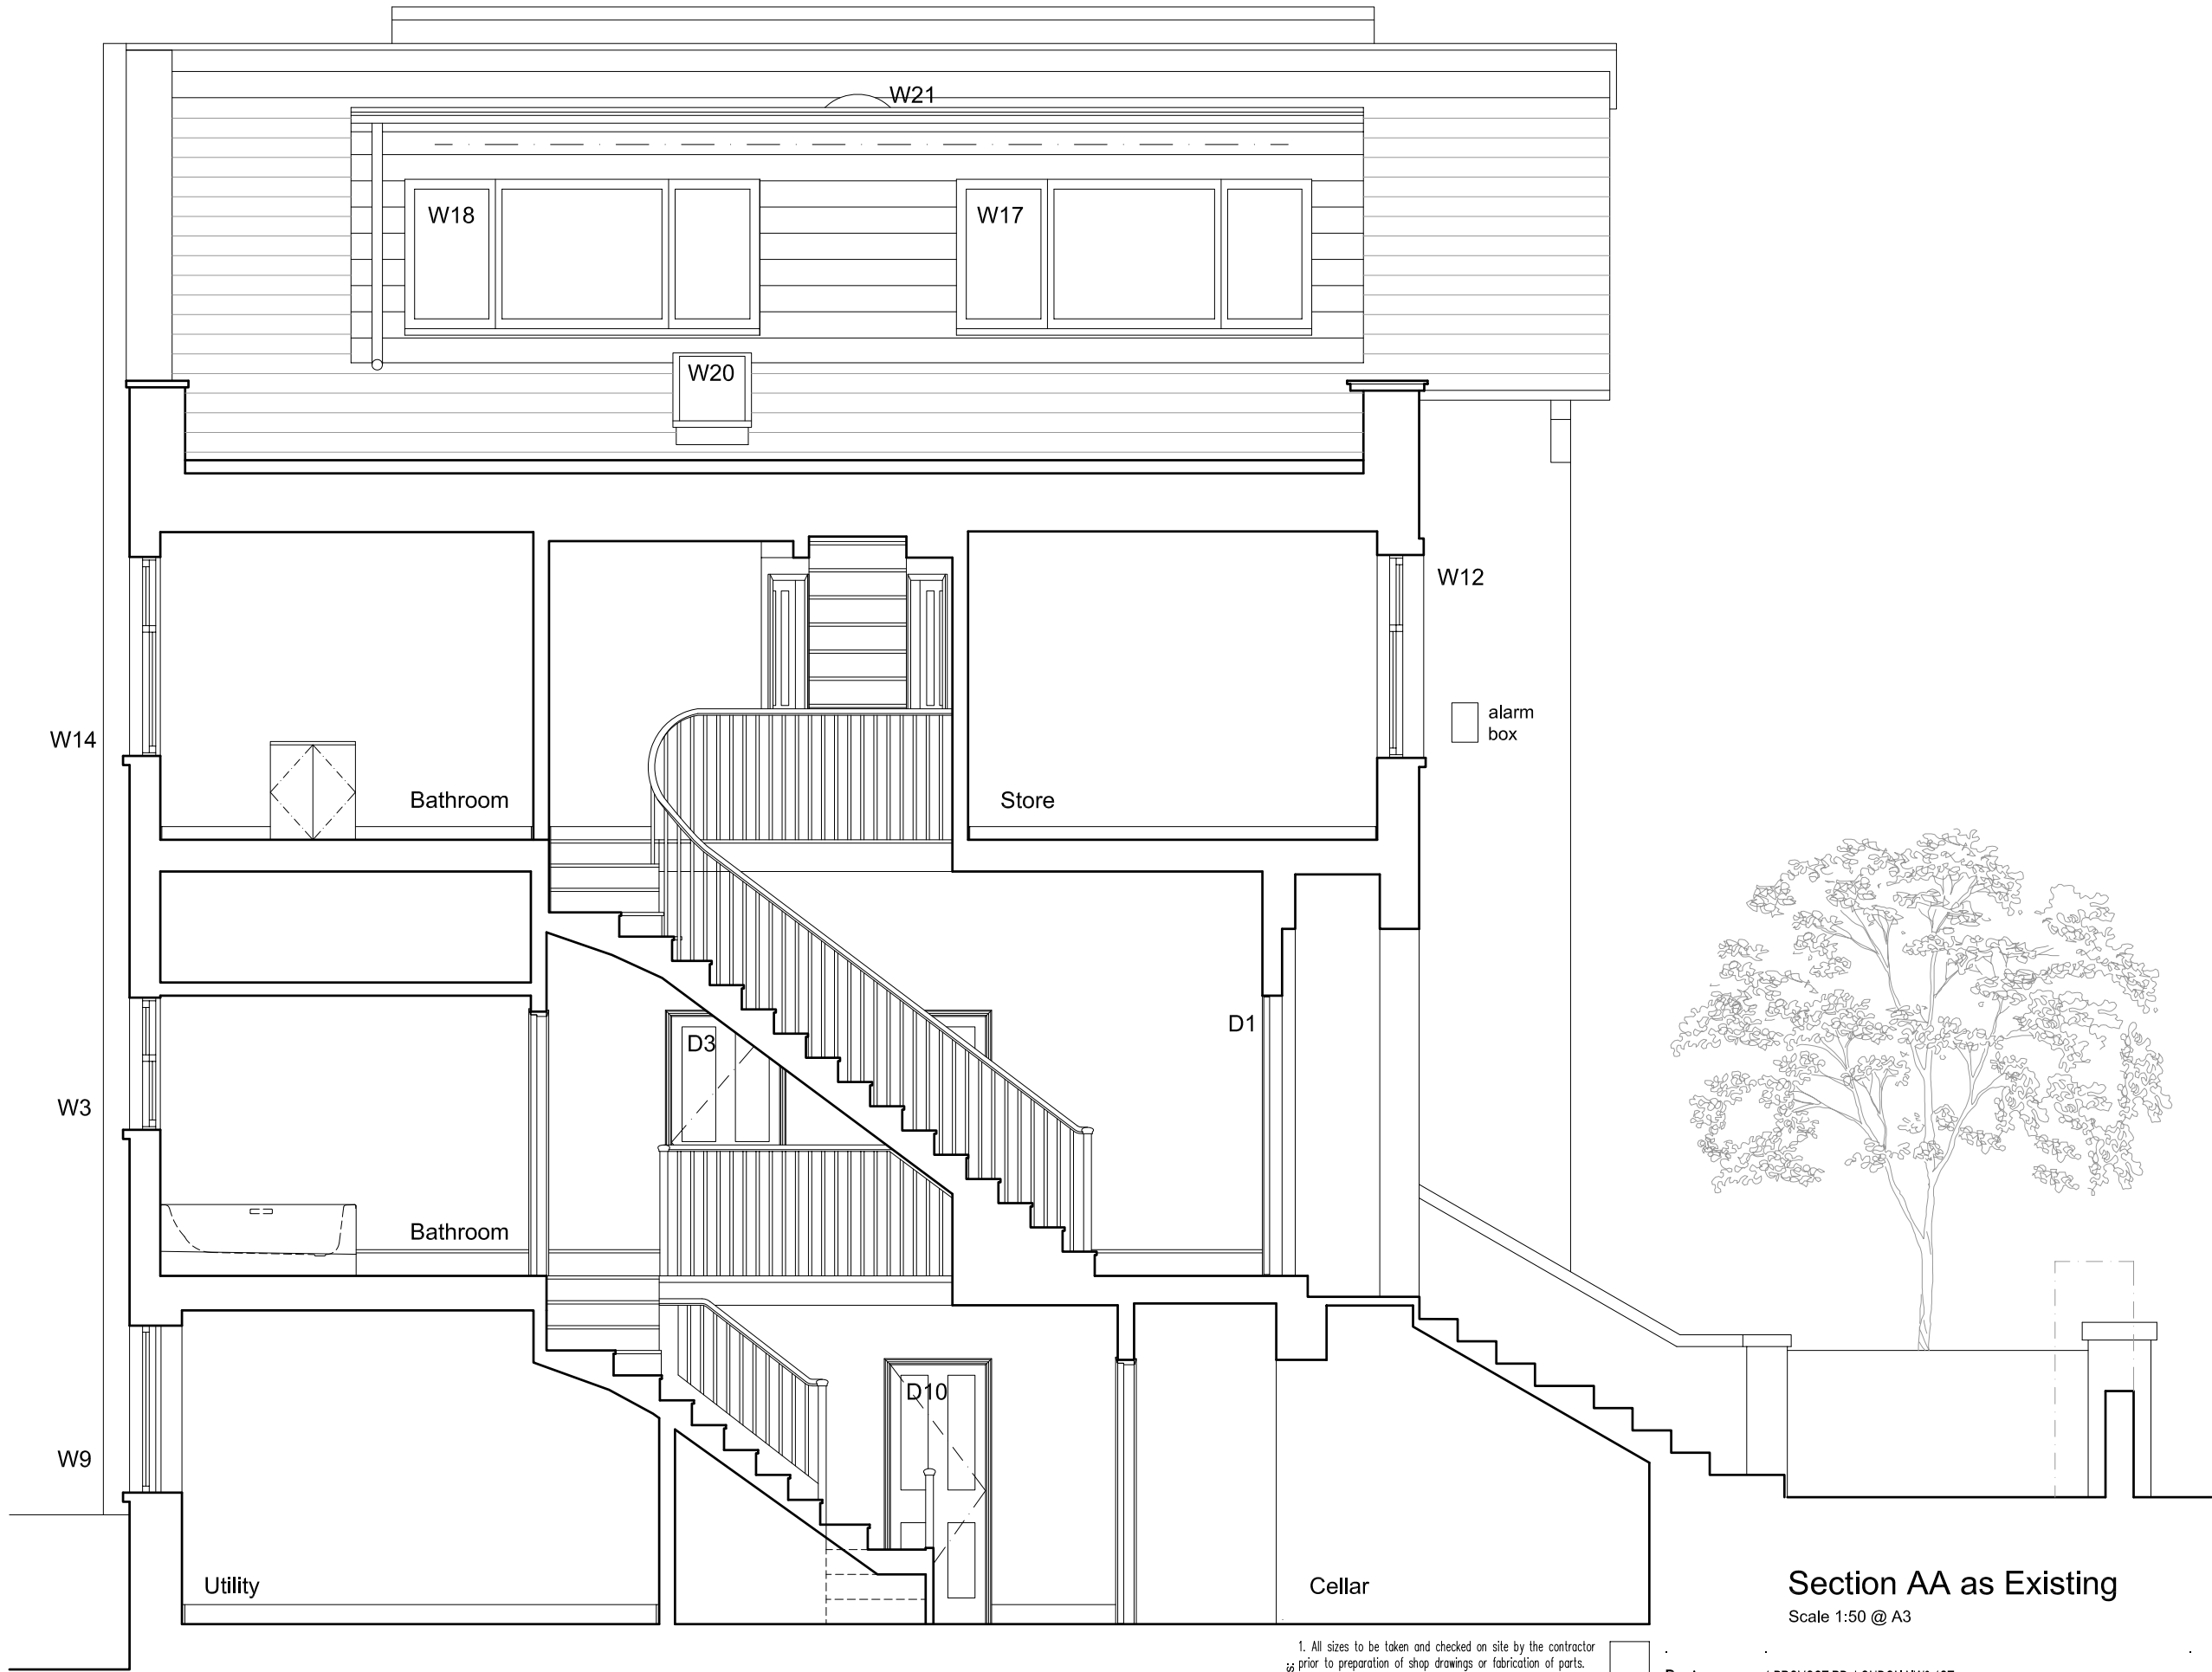 W21
W18
W17
W20
W12
alarm
box
W14
Bathroom
Store
D1
D3
W3
Bathroom
D10
W9
Utility
Cellar
Section AA as Existing
Scale 1:50 @ A3
1. All sizes to be taken and checked on site by the contractor
prior to preparation of shop drawings or fabrication of parts.